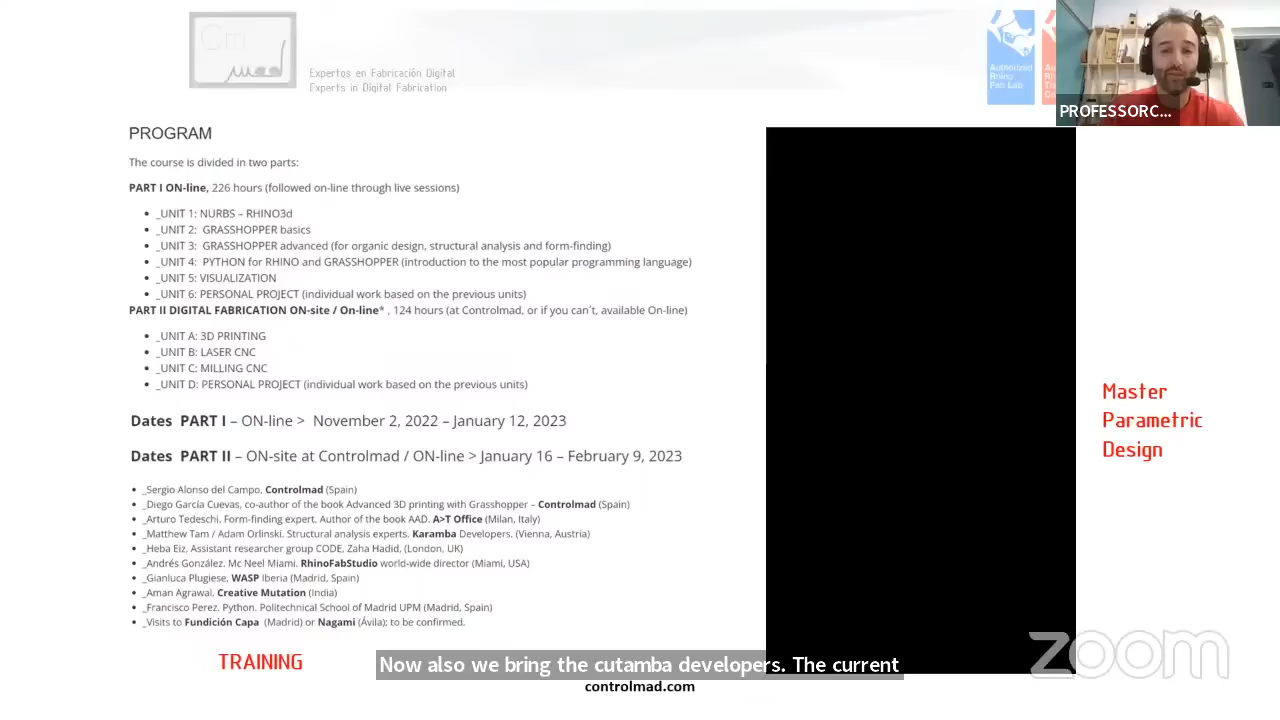 Cm
mad
Expertos en Fabricación Digital
Experts in Digital Fabrication
Authorized
Rhino
Fab Lab
PROFESSORC...
PROGRAM
The course is divided in two parts:
PART I ON-line, 226 hours (followed on-line through live sessions)
• _UNIT 1: NURBS – RHINO3d
• _UNIT 2: GRASSHOPPER basics
• _UNIT 3: GRASSHOPPER advanced (for organic design, structural analysis and form-finding)
• _UNIT 4: PYTHON for RHINO and GRASSHOPPER (introduction to the most popular programming language)
• _UNIT 5: VISUALIZATION
• _UNIT 6: PERSONAL PROJECT (individual work based on the previous units)
PART II DIGITAL FABRICATION ON-site / On-line* , 124 hours (at Controlmad, or if you can´t, available On-line)
• _UNIT A: 3D PRINTING
• _UNIT B: LASER CNC
• _UNIT C: MILLING CNC
• _UNIT D: PERSONAL PROJECT (individual work based on the previous units)
Dates PART I – ON-line > November 2, 2022 – January 12, 2023
Dates PART II – ON-site at Controlmad / ON-line > January 16 – February 9, 2023
• _Sergio Alonso del Campo, Controlmad (Spain)
• _Diego García Cuevas, co-author of the book Advanced 3D printing with Grasshopper – Controlmad (Spain)
• _Arturo Tedeschi. Form-finding expert. Author of the book AAD. A>T Office (Milan, Italy)
• _Matthew Tam / Adam Orlinski. Structural analysis experts. Karamba Developers. (Vienna, Austria)
• _Heba Eiz, Assistant researcher group CODE, Zaha Hadid, (London, UK)
• _Andrés González. Mc Neel Miami. RhinoFabStudio world-wide director (Miami, USA)
• _Gianluca Plugiese, WASP Iberia (Madrid, Spain)
• _Aman Agrawal, Creative Mutation (India)
• _Francisco Perez. Python. Politechnical School of Madrid UPM (Madrid, Spain)
• _Visits to Fundición Capa (Madrid) or Nagami (Ávila); to be confirmed.
Master
Parametric
Design
TRAINING
Now also we bring the cutamba developers. The current
controlmad.com
zoom